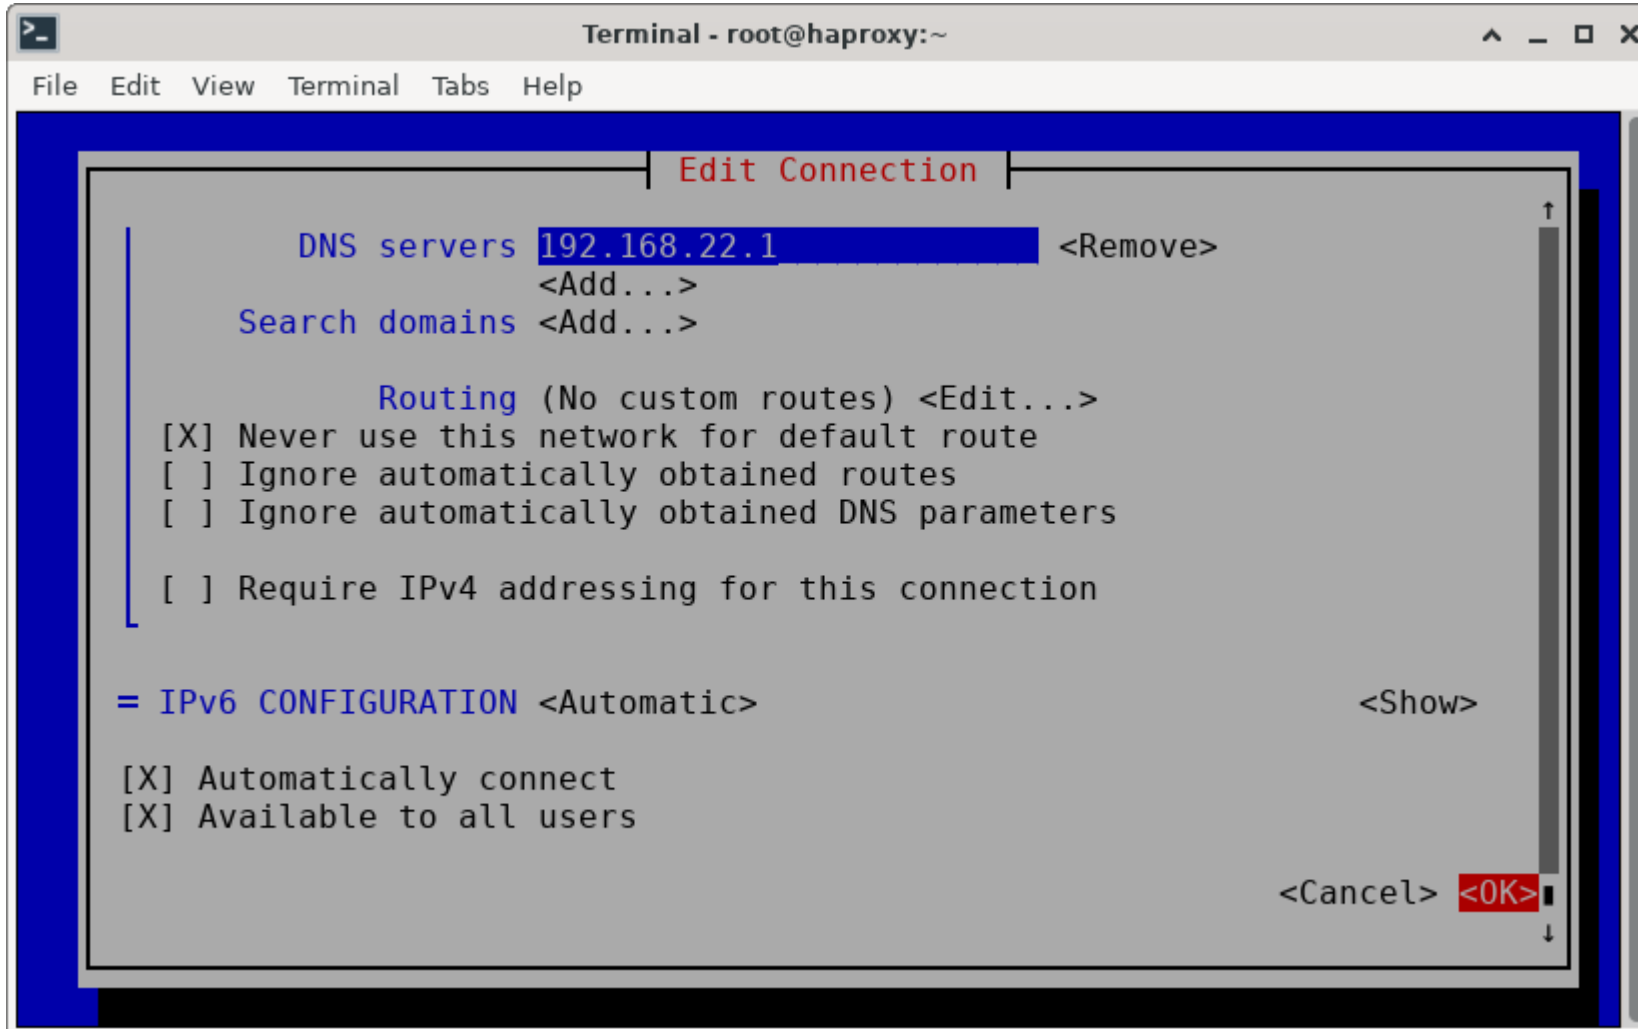 Terminal - root@haproxy:~
File Edit View Terminal Tabs Help
Edit Connection
DNS servers 192.168.22.1 <Remove>
<Add...>
Search domains <Add...>
Routing (No custom routes) <Edit...>
[X] Never use this network for default route
[ ] Ignore automatically obtained routes
[ ] Ignore automatically obtained DNS parameters
[ ] Require IPv4 addressing for this connection
= IPv6 CONFIGURATION <Automatic> <Show>
[X] Automatically connect
[X] Available to all users
<Cancel> <OK>